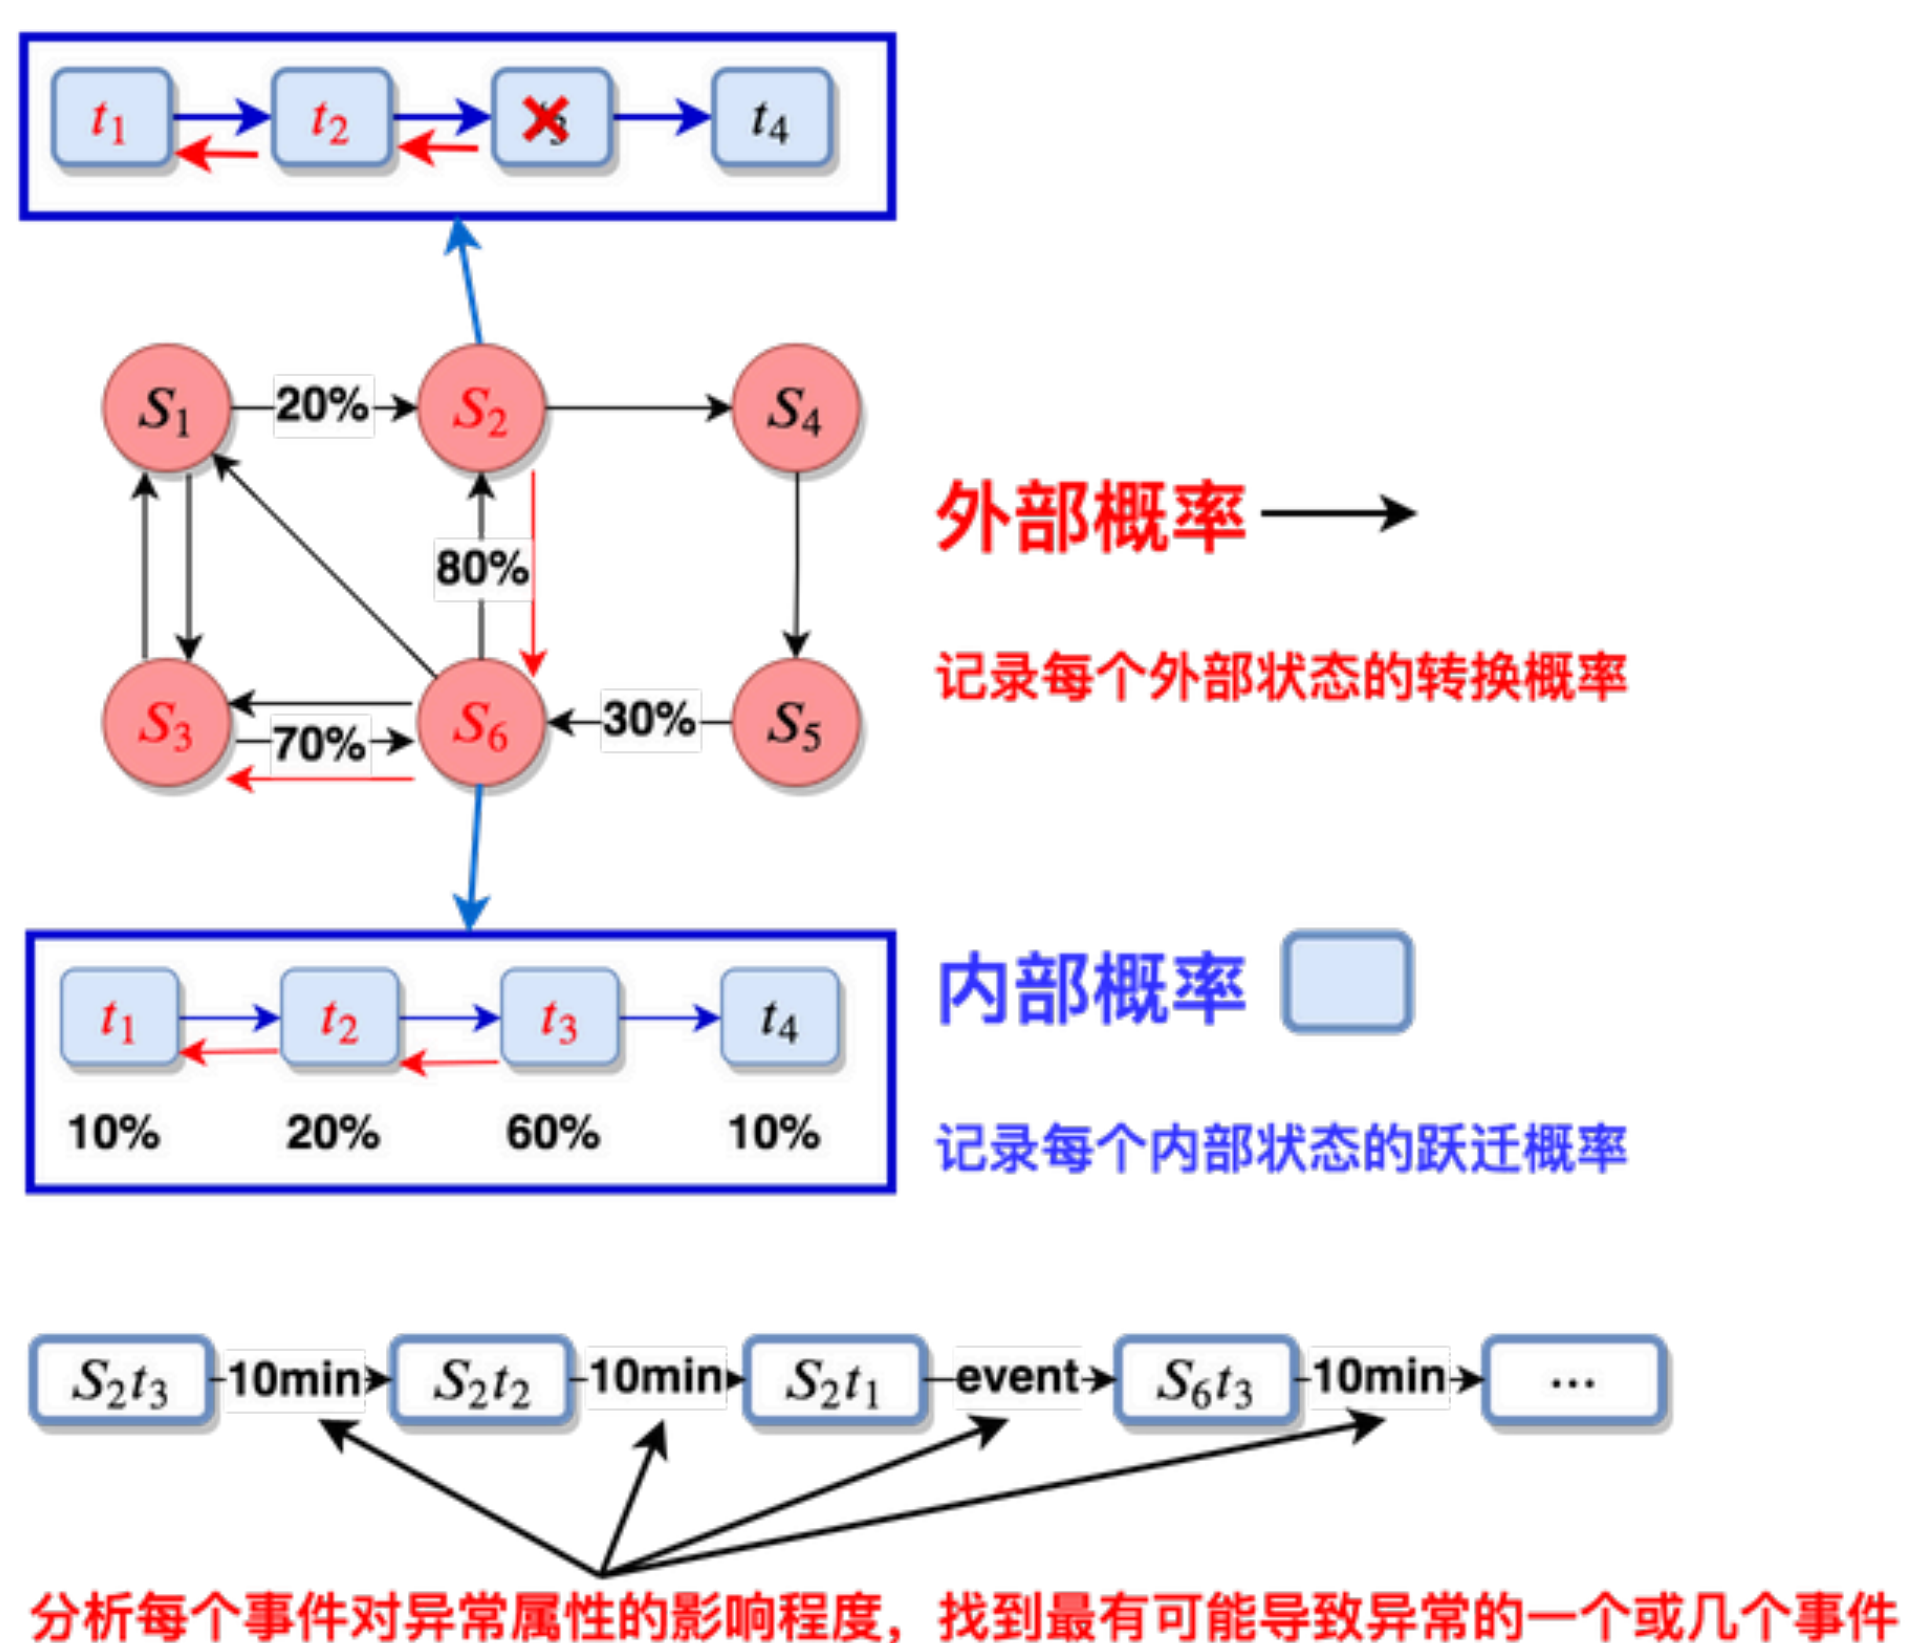 t1 t2 t3 t4
S1 20% S2 S4
80%
外部概率
记录每个外部状态的转换概率
S3 70% S6 30% S5
t1 t2 t3 t4
10% 20% 60% 10%
内部概率
记录每个内部状态的跃迁概率
S2t3 10min S2t2 10min S2t1 event S6t3 10min ...
分析每个事件对异常属性的影响程度，找到最有可能导致异常的一个或几个事件